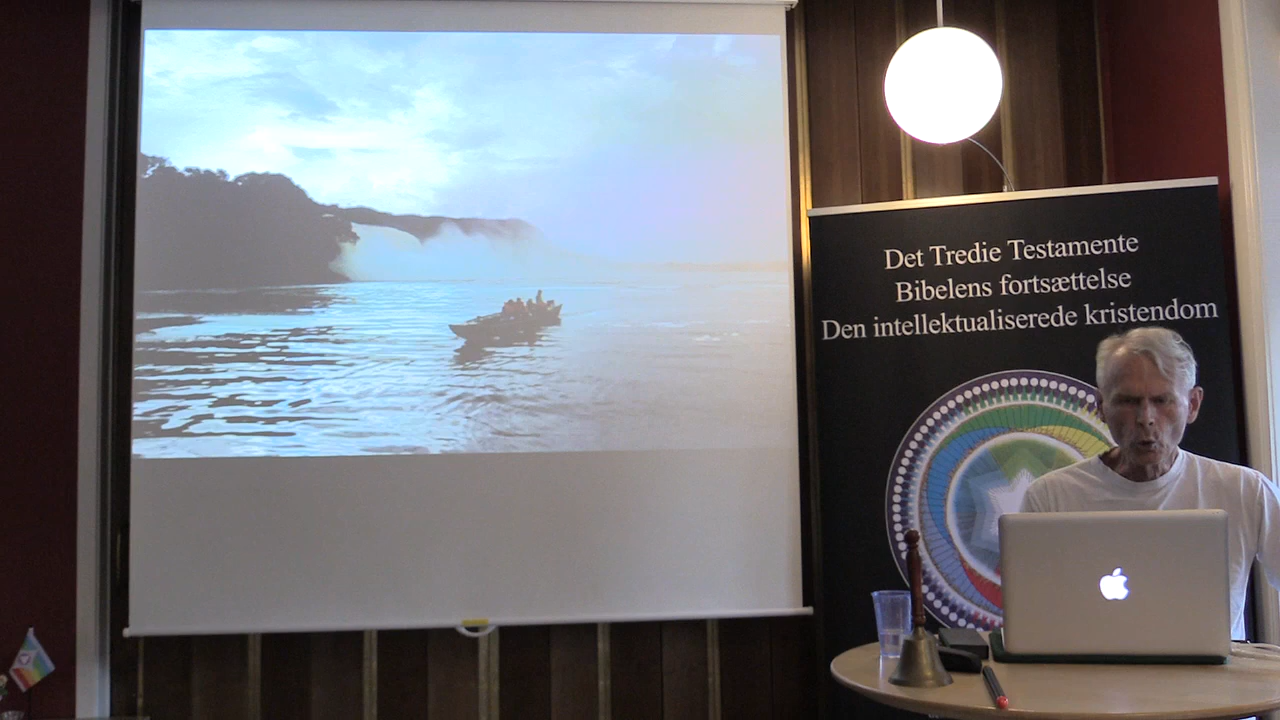 Det Tredie Testamente
Bibelens fortsættelse
Den intellektualiserede kristendom